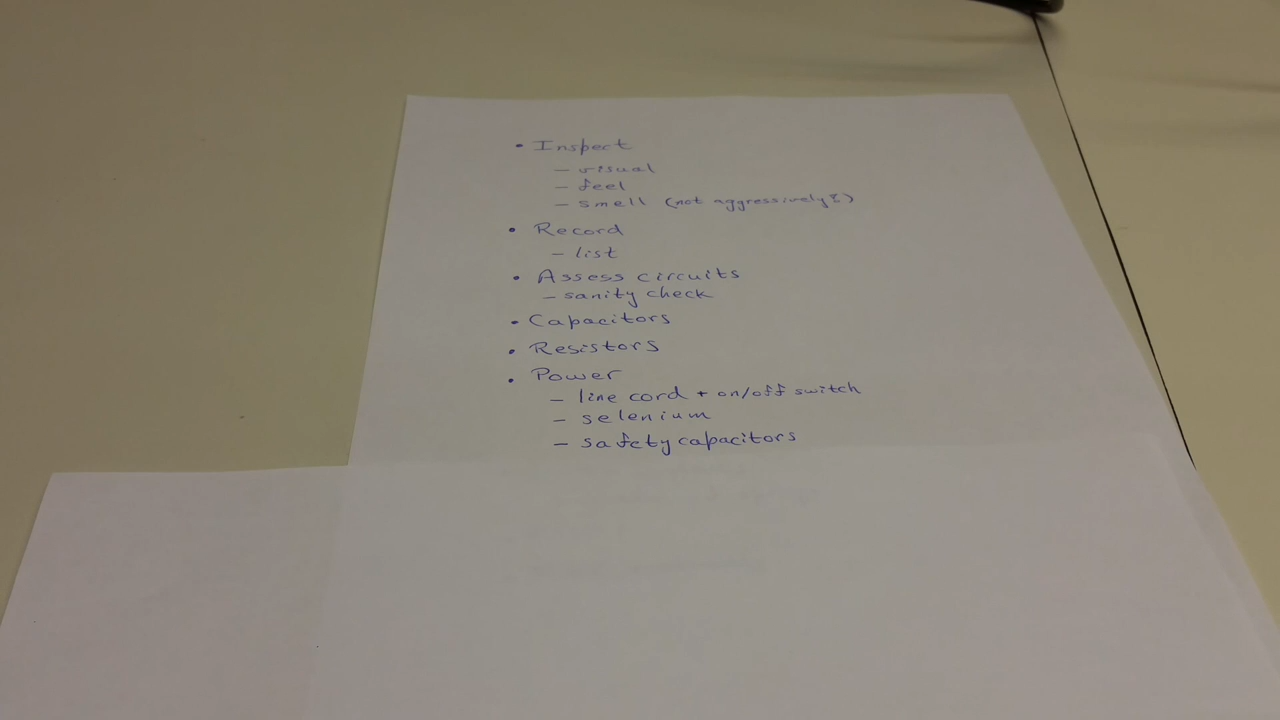 • Inspect
– visual
– feel
– smell (not aggressively!)
• Record
– list
• Assess circuits
– sanity check
• Capacitors
• Resistors
• Power
– line cord + on/off switch
– selenium
– safety capacitors